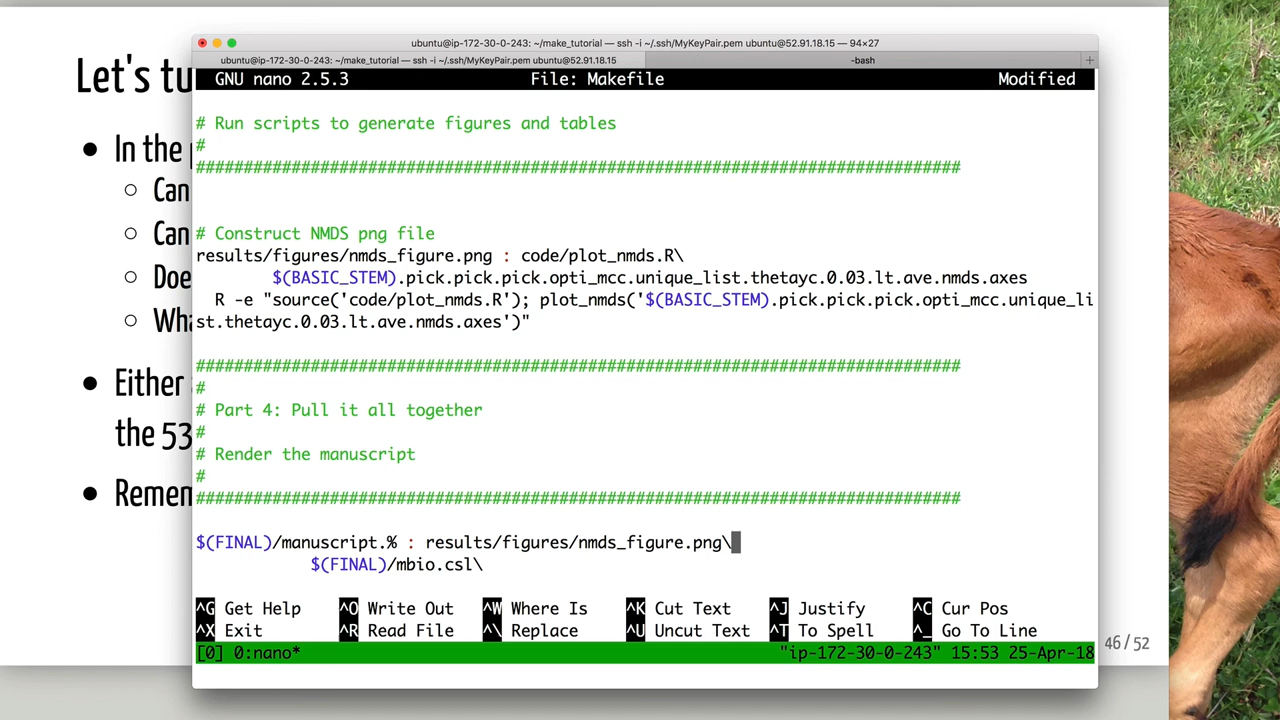 ubuntu@ip-172-30-0-243: ~/make_tutorial — ssh -i ~/.ssh/MyKeyPair.pem ubuntu@52.91.18.15 — 94×27
ubuntu@ip-172-30-0-243: ~/make_tutorial — ssh -i ~/.ssh/MyKeyPair.pem ubuntu@52.91.18.15 -bash +
GNU nano 2.5.3 File: Makefile Modified
Let's tu
# Run scripts to generate figures and tables
#
################################################################################
In the
Can
Can
Doe
Wha
# Construct NMDS png file
results/figures/nmds_figure.png : code/plot_nmds.R\
$(BASIC_STEM).pick.pick.pick.opti_mcc.unique_list.thetayc.0.03.lt.ave.nmds.axes
R -e "source('code/plot_nmds.R'); plot_nmds('$(BASIC_STEM).pick.pick.pick.opti_mcc.unique_li
st.thetayc.0.03.lt.ave.nmds.axes')"
################################################################################
#
# Part 4: Pull it all together
#
# Render the manuscript
#
################################################################################
Either
the 53
Remem
$(FINAL)/manuscript.% : results/figures/nmds_figure.png\
$(FINAL)/mbio.csl\
^G Get Help ^O Write Out ^W Where Is ^K Cut Text ^J Justify ^C Cur Pos
^X Exit ^R Read File ^\ Replace ^U Uncut Text ^T To Spell ^_ Go To Line
[0] 0:nano* "ip-172-30-0-243" 15:53 25-Apr-18
46 / 52